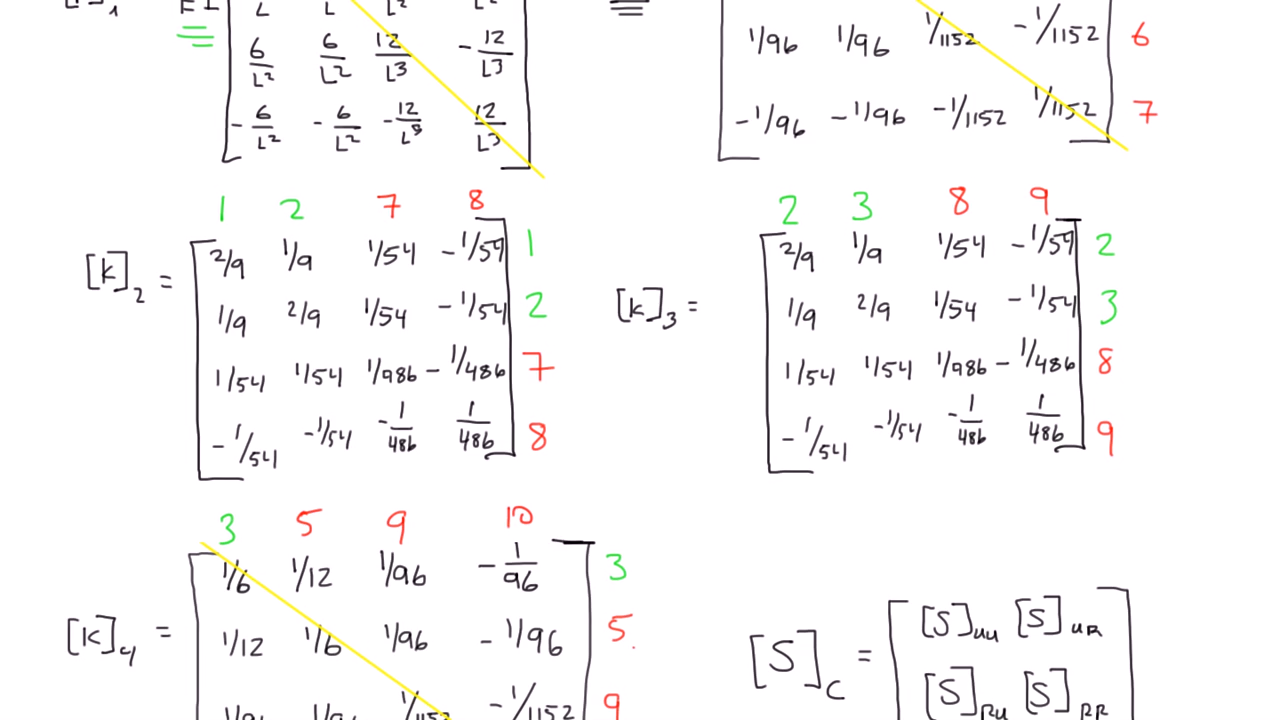 L L L² L²
6/L² 6/L² 12/L³ -12/L³
≡ ≡
1/96 1/96 1/1152 -1/1152 6
-6/L² -6/L² -12/L³ 12/L³
-1/96 -1/96 -1/1152 1/1152 7
1 2 7 8
[k]₂ =
2/9 1/9 1/54 -1/54 1
1/9 2/9 1/54 -1/54 2
1/54 1/54 1/986 -1/486 7
-1/54 -1/54 -1/486 1/486 8
2 3 8 9
[k]₃ =
2/9 1/9 1/54 -1/54 2
1/9 2/9 1/54 -1/54 3
1/54 1/54 1/986 -1/486 8
-1/54 -1/54 -1/486 1/486 9
3 5 9 10
[k]₄ =
1/6 1/12 1/96 -1/96 3
1/12 1/6 1/96 -1/96 5.
1/1152 -1/1152 9
[S]C =
[S]uu [S]uR
[S]Ru [S]RR